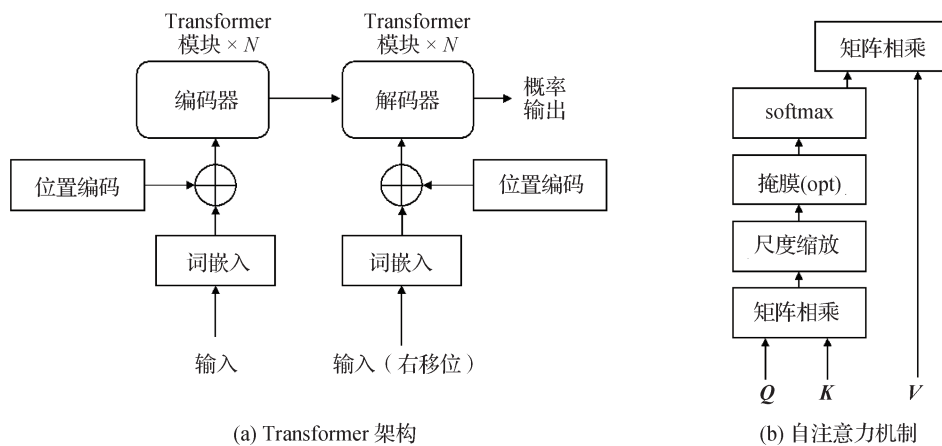 Transformer
模块 × N
编码器
位置编码
词嵌入
输入
Transformer
模块 × N
解码器
概率
输出
位置编码
词嵌入
输入（右移位）
(a) Transformer 架构
矩阵相乘
softmax
掩膜(opt)
尺度缩放
矩阵相乘
Q K V
(b) 自注意力机制